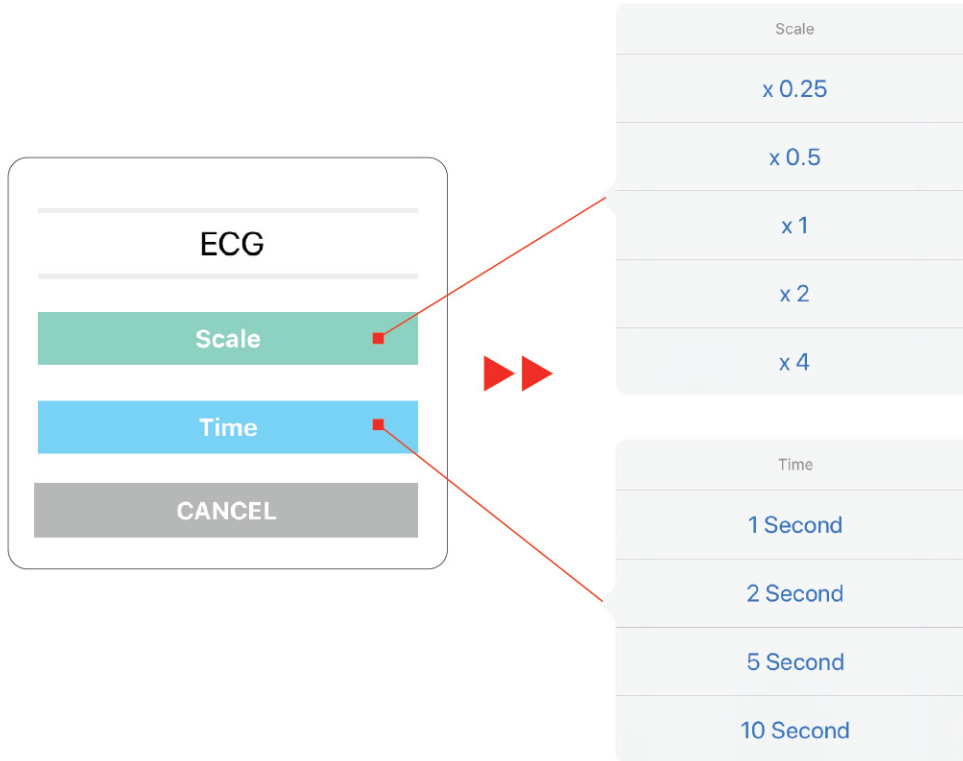 ECG
Scale
Time
CANCEL
Scale
x 0.25
x 0.5
x 1
x 2
x 4
Time
1 Second
2 Second
5 Second
10 Second